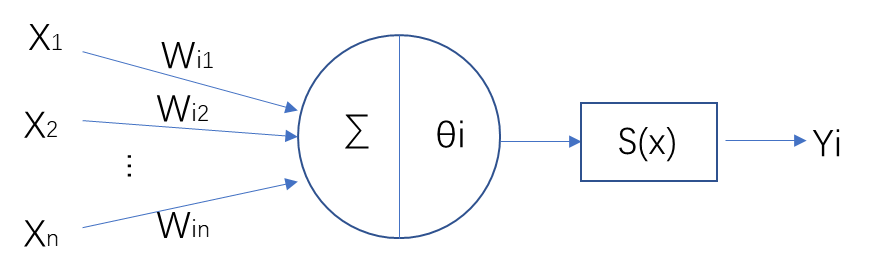 X1
Wi1
X2
Wi2
⋮
Xn
Win
∑
θi
S(x)
Yi